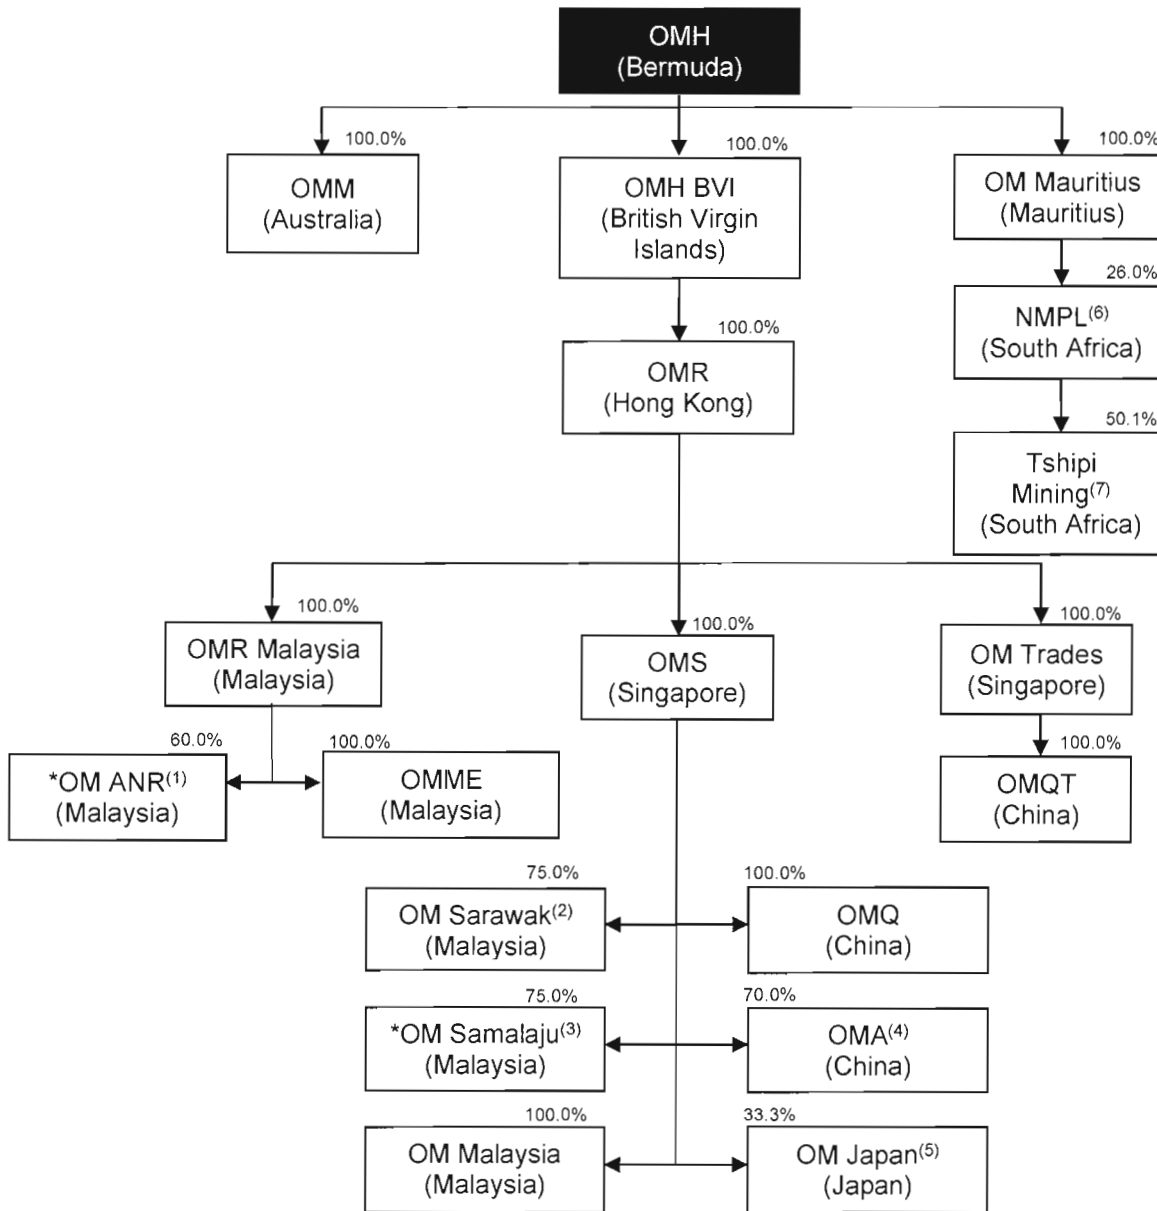 OMH
(Bermuda)
100.0%
100.0%
100.0%
OMM
(Australia)
OMH BVI
(British Virgin
Islands)
OM Mauritius
(Mauritius)
26.0%
NMPL(6)
(South Africa)
100.0%
OMR
(Hong Kong)
50.1%
Tshipi
Mining(7)
(South Africa)
100.0%
100.0%
100.0%
OMR Malaysia
(Malaysia)
OMS
(Singapore)
OM Trades
(Singapore)
60.0%
100.0%
100.0%
*OM ANR(1)
(Malaysia)
OMME
(Malaysia)
OMQT
(China)
75.0%
100.0%
OM Sarawak(2)
(Malaysia)
OMQ
(China)
75.0%
70.0%
*OM Samalaju(3)
(Malaysia)
OMA(4)
(China)
100.0%
33.3%
OM Malaysia
(Malaysia)
OM Japan(5)
(Japan)